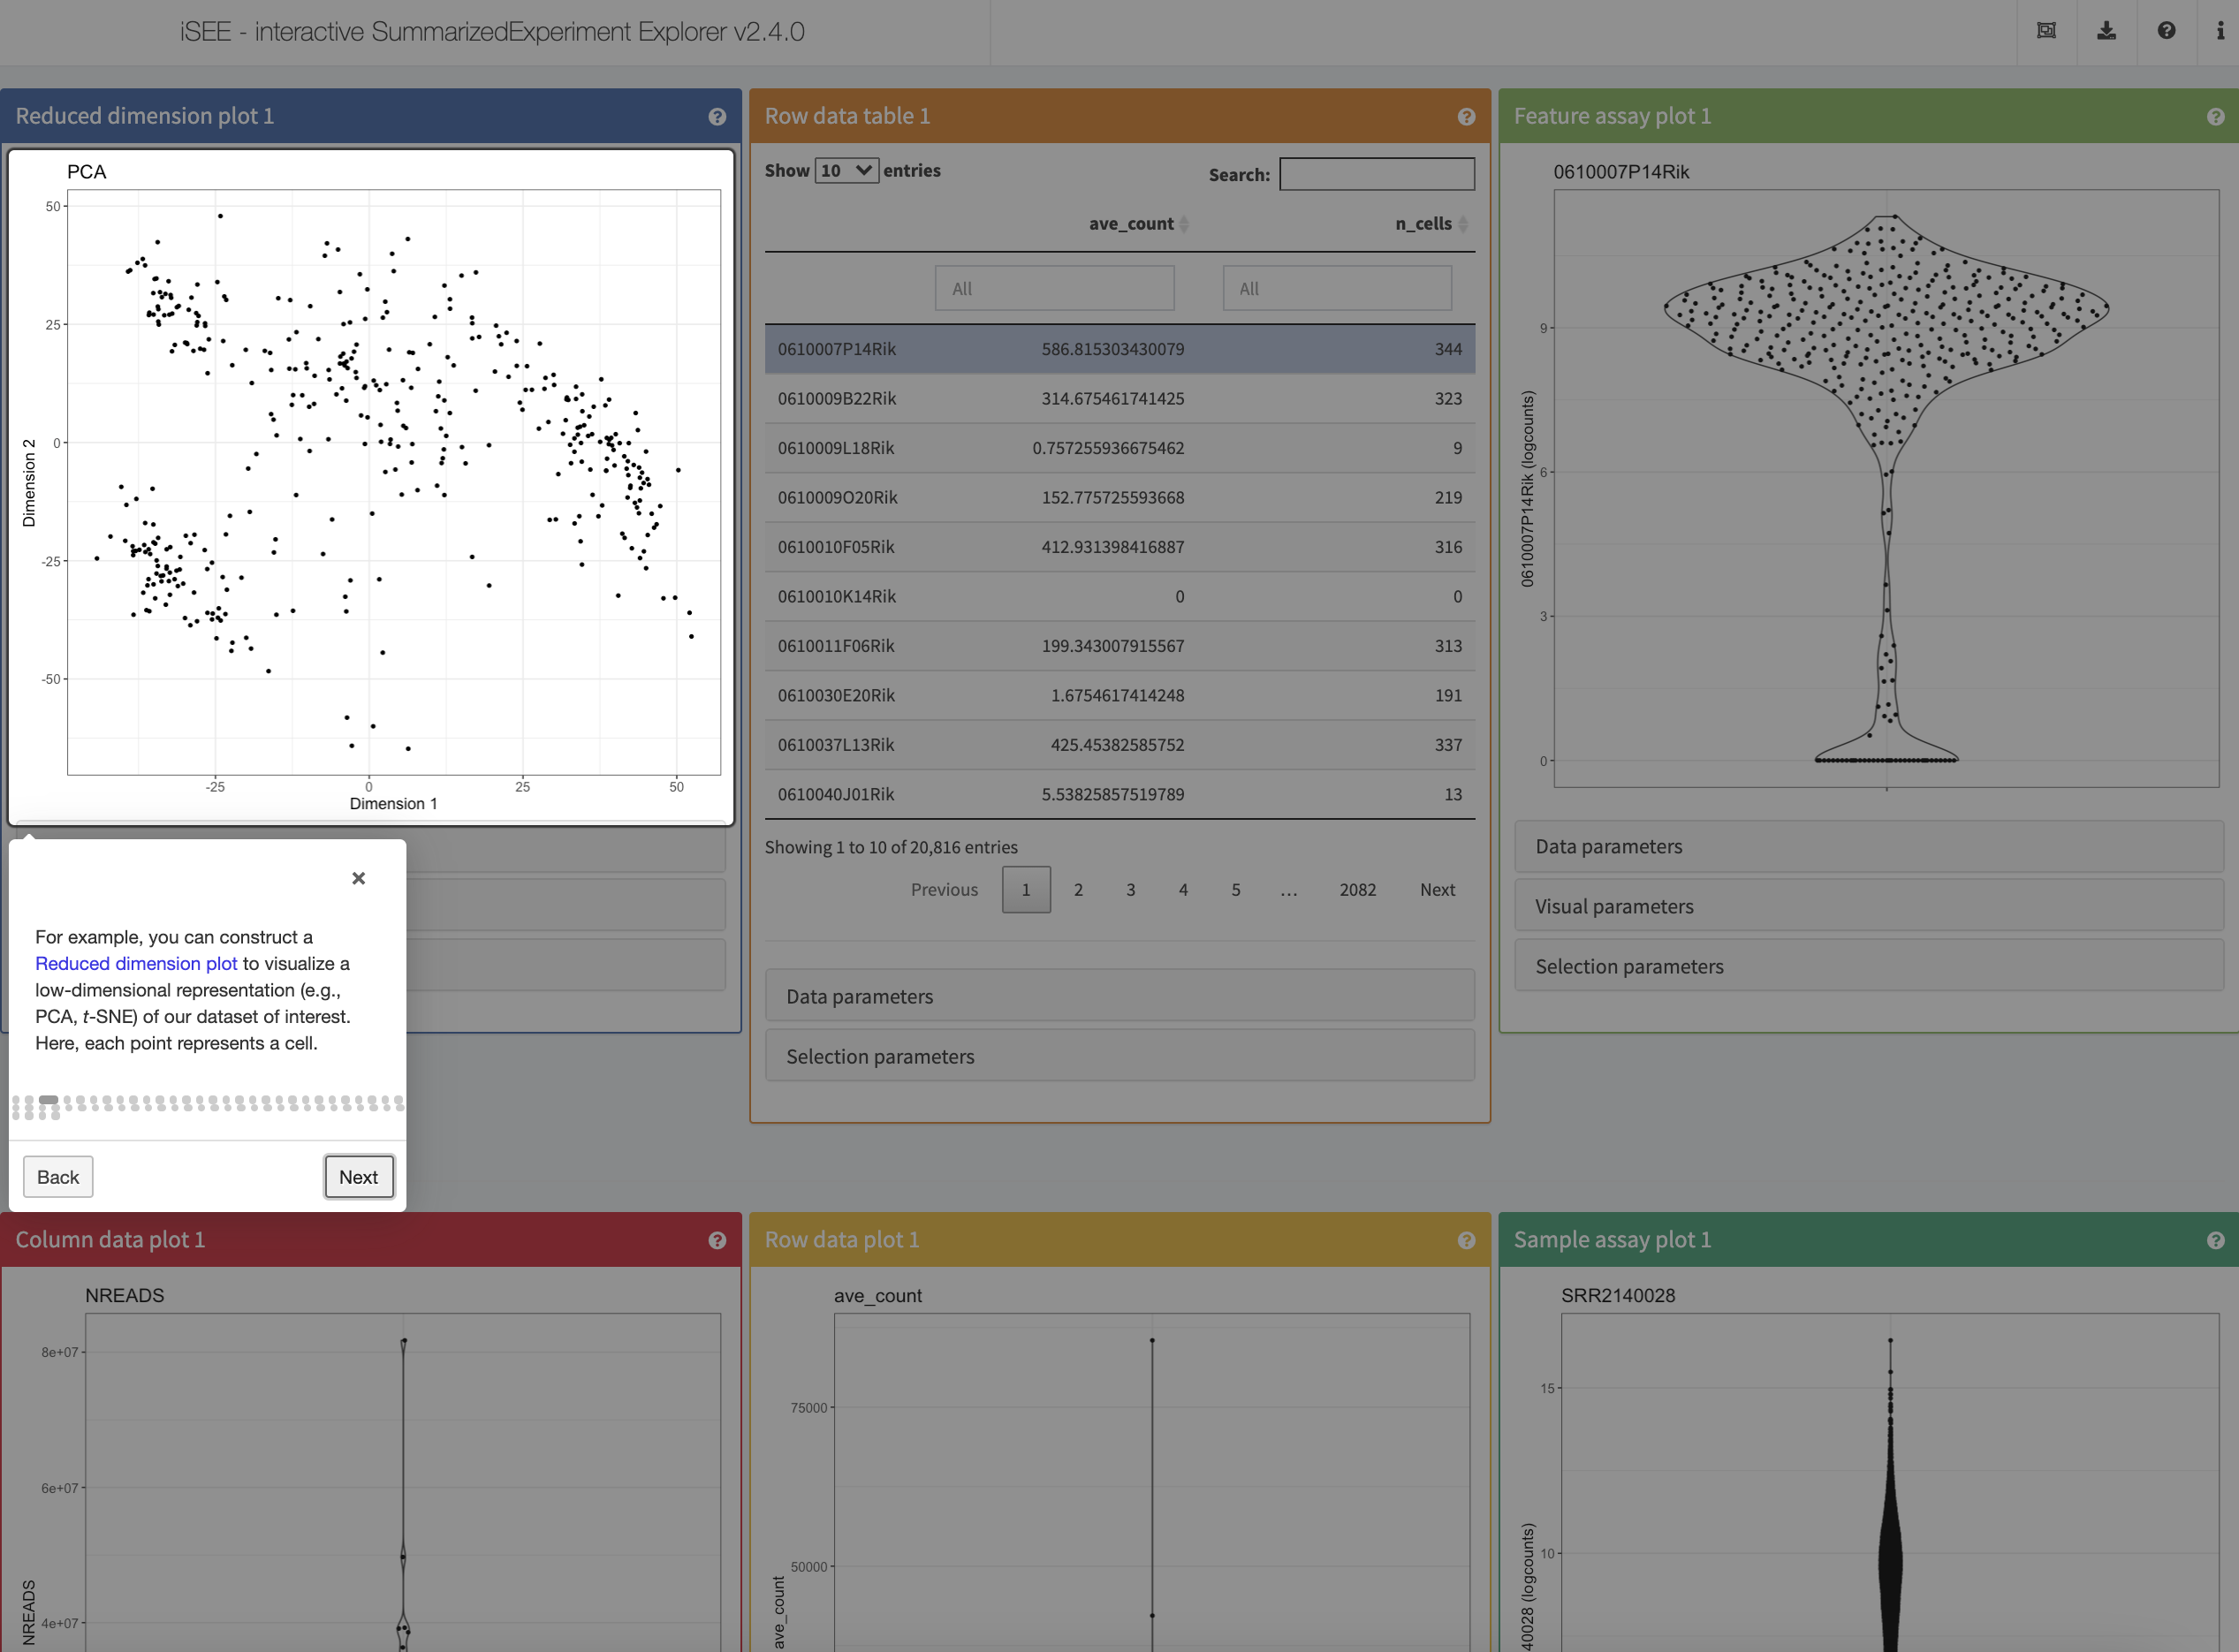 iSEE - interactive SummarizedExperiment Explorer v2.4.0
Reduced dimension plot 1
PCA
50
25
0
-25
-50
Dimension 2
-25 0 25 50
Dimension 1
For example, you can construct a
Reduced dimension plot to visualize a
low-dimensional representation (e.g.,
PCA, t-SNE) of our dataset of interest.
Here, each point represents a cell.
Back Next
Row data table 1
Show 10 entries Search:
ave_count n_cells
All All
0610007P14Rik 586.815303430079 344
0610009B22Rik 314.675461741425 323
0610009L18Rik 0.757255936675462 9
0610009O20Rik 152.775725593668 219
0610010F05Rik 412.931398416887 316
0610010K14Rik 0 0
0610011F06Rik 199.343007915567 313
0610030E20Rik 1.6754617414248 191
0610037L13Rik 425.45382585752 337
0610040J01Rik 5.53825857519789 13
Showing 1 to 10 of 20,816 entries
Previous 1 2 3 4 5 … 2082 Next
Data parameters
Selection parameters
Feature assay plot 1
0610007P14Rik
9
6
3
0
0610007P14Rik (logcounts)
Data parameters
Visual parameters
Selection parameters
Column data plot 1
NREADS
8e+07
6e+07
4e+07
NREADS
Row data plot 1
ave_count
75000
50000
ave_count
Sample assay plot 1
SRR2140028
15
10
40028 (logcounts)